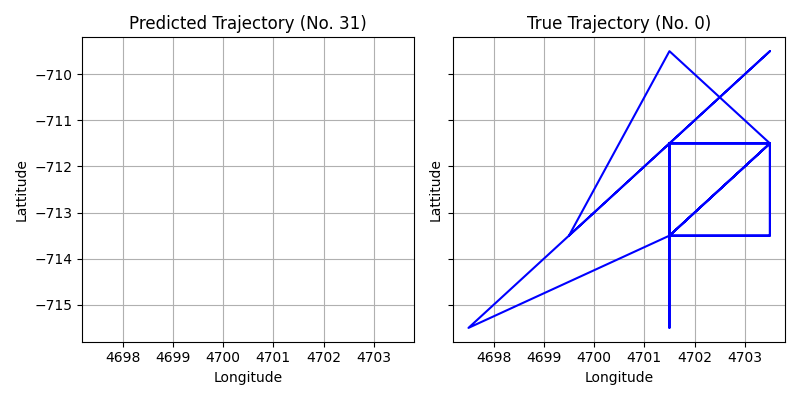 Predicted Trajectory (No. 31)
True Trajectory (No. 0)
Lattitude
−710
−711
−712
−713
−714
−715
4698 4699 4700 4701 4702 4703
Longitude
Lattitude
4698 4699 4700 4701 4702 4703
Longitude